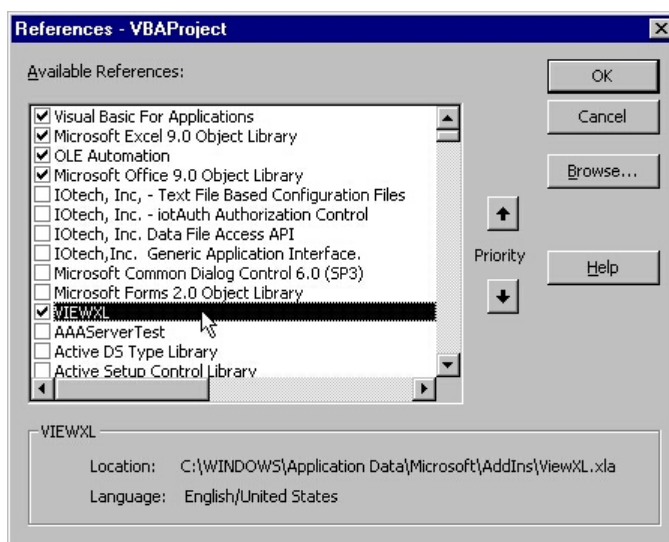 References - VBAProject
Available References:
OK
Cancel
Browse...
Help
Visual Basic For Applications
Microsoft Excel 9.0 Object Library
OLE Automation
Microsoft Office 9.0 Object Library
IOtech, Inc, - Text File Based Configuration Files
IOtech, Inc. - iotAuth Authorization Control
IOtech, Inc. Data File Access API
IOtech,Inc.  Generic Application Interface.
Microsoft Common Dialog Control 6.0 (SP3)
Microsoft Forms 2.0 Object Library
VIEWXL
AAAServerTest
Active DS Type Library
Active Setup Control Library
Priority
VIEWXL
Location: C:\WINDOWS\Application Data\Microsoft\AddIns\ViewXL.xla
Language: English/United States